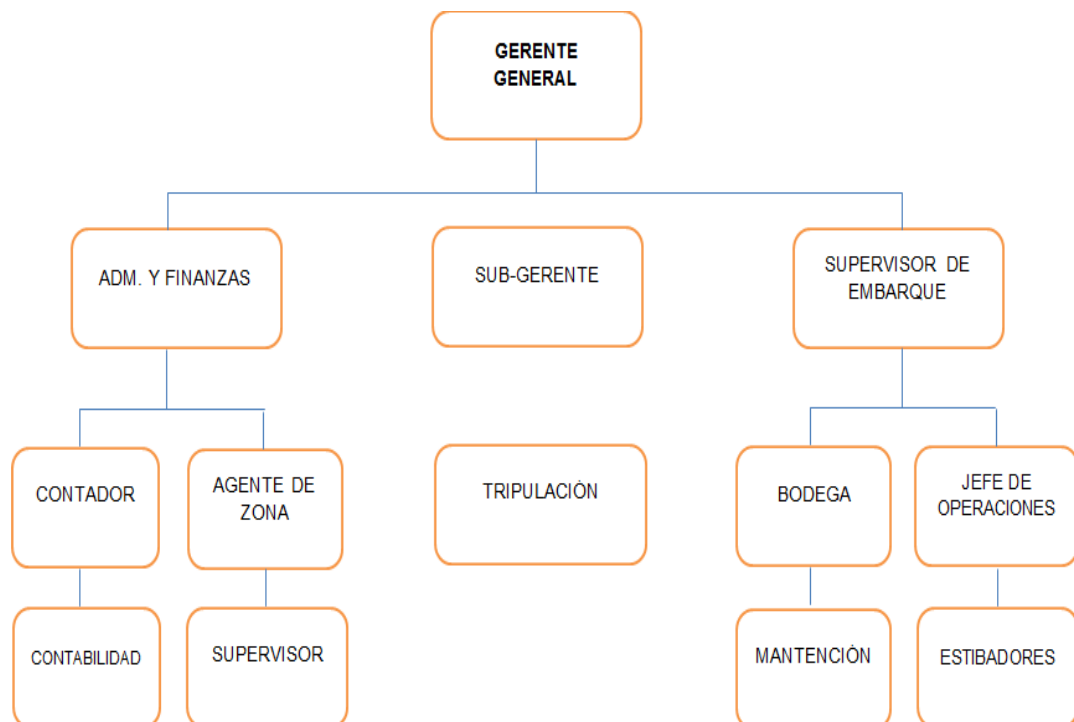 GERENTE
GENERAL
ADM. Y FINANZAS
SUB-GERENTE
SUPERVISOR DE
EMBARQUE
CONTADOR
AGENTE DE
ZONA
TRIPULACIÓN
BODEGA
JEFE DE
OPERACIONES
CONTABILIDAD
SUPERVISOR
MANTENCIÓN
ESTIBADORES